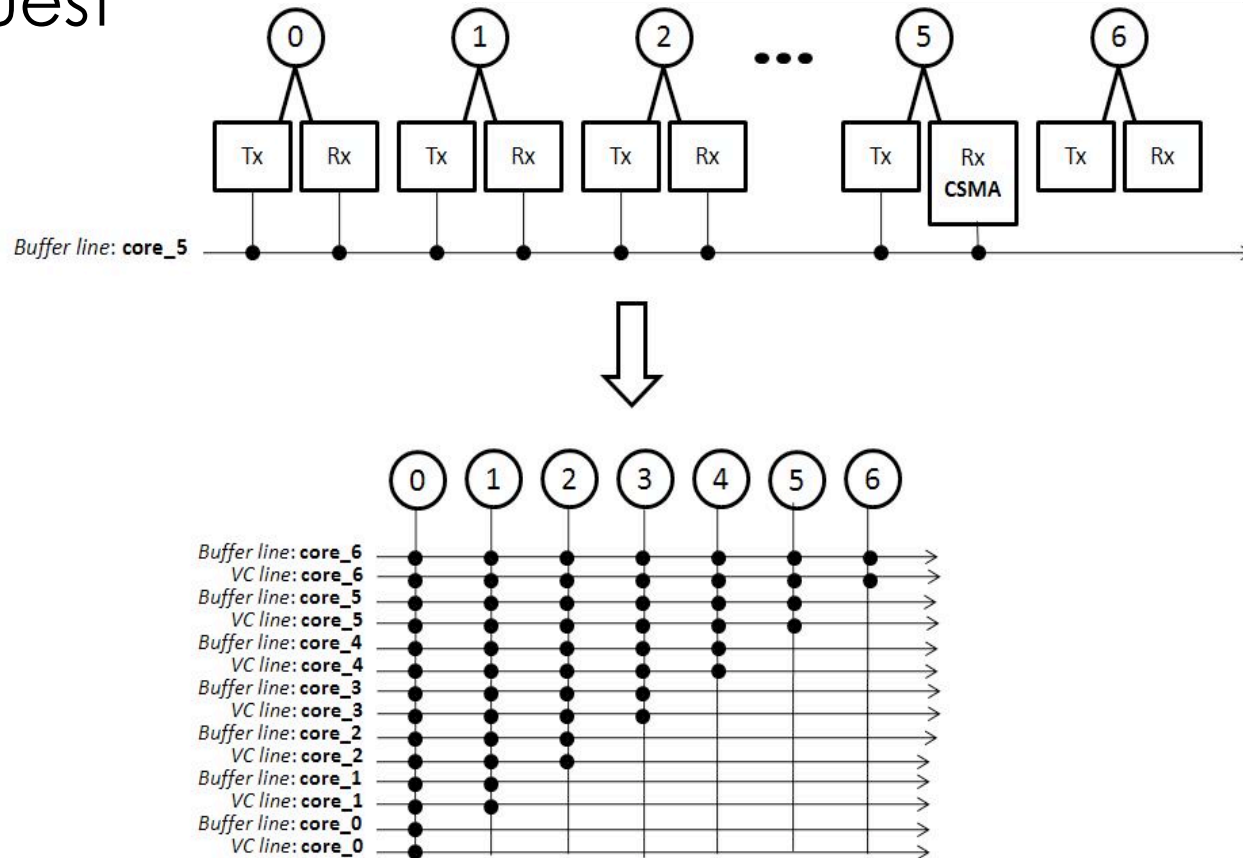 0 1 2 5 6
Tx Rx Tx Rx Tx Rx Tx Rx CSMA Tx Rx
Buffer line: core_5
0 1 2 3 4 5 6
Buffer line: core_6
VC line: core_6
Buffer line: core_5
VC line: core_5
Buffer line: core_4
VC line: core_4
Buffer line: core_3
VC line: core_3
Buffer line: core_2
VC line: core_2
Buffer line: core_1
VC line: core_1
Buffer line: core_0
VC line: core_0